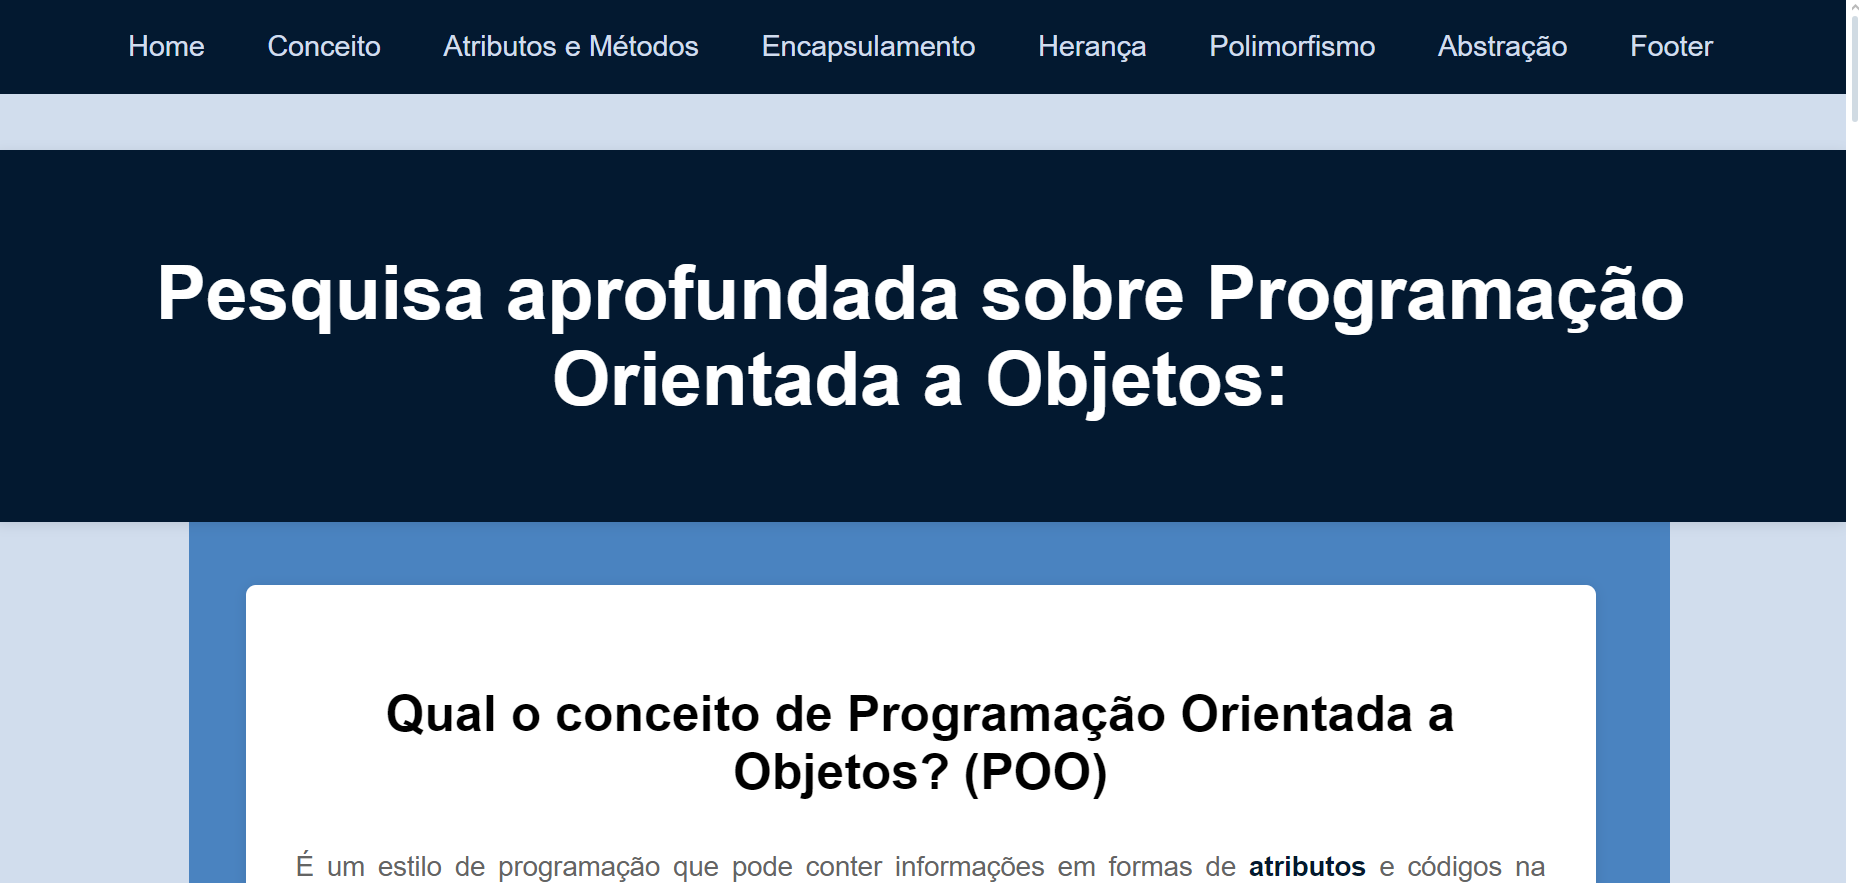 Home Conceito Atributos e Métodos Encapsulamento Herança Polimorfismo Abstração Footer
Pesquisa aprofundada sobre Programação
Orientada a Objetos:
Qual o conceito de Programação Orientada a
Objetos? (POO)
É um estilo de programação que pode conter informações em formas de atributos e códigos na